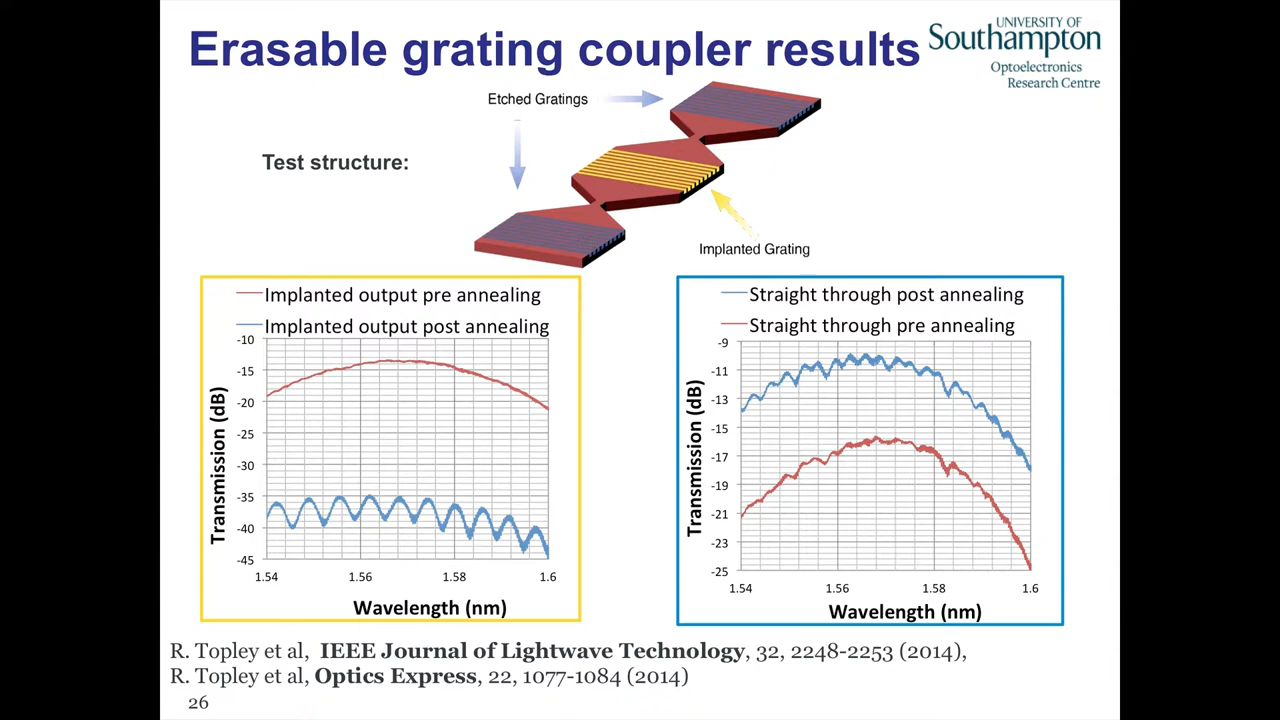 Erasable grating coupler results
UNIVERSITY OF
Southampton
Optoelectronics
Research Centre
Etched Gratings
Test structure:
Implanted Grating
Implanted output pre annealing
Implanted output post annealing
-10
-15
-20
-25
-30
-35
-40
-45
Transmission (dB)
1.54 1.56 1.58 1.6
Wavelength (nm)
Straight through post annealing
Straight through pre annealing
-9
-11
-13
-15
-17
-19
-21
-23
-25
Transmission (dB)
1.54 1.56 1.58 1.6
Wavelength (nm)
R. Topley et al, IEEE Journal of Lightwave Technology, 32, 2248-2253 (2014),
R. Topley et al, Optics Express, 22, 1077-1084 (2014)
26